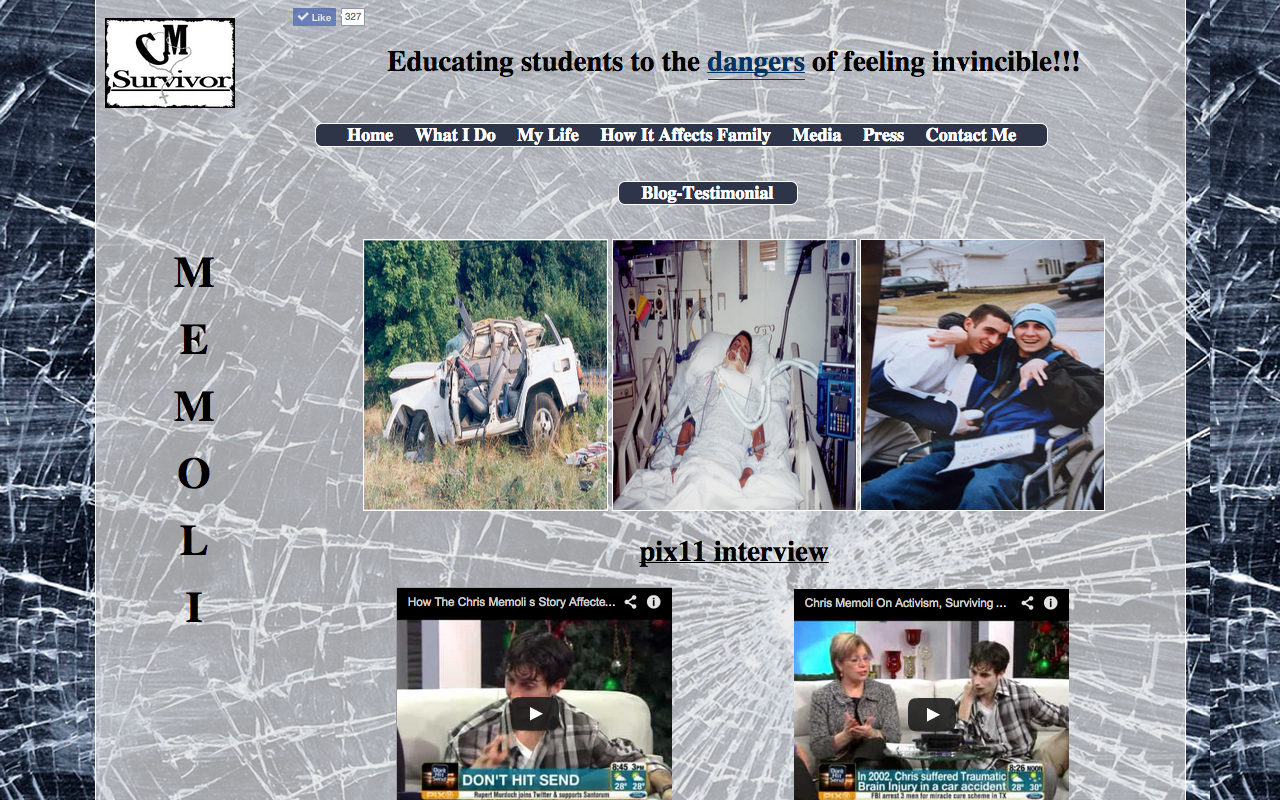 CM
Survivor
Like 327
Educating students to the dangers of feeling invincible!!!
Home What I Do My Life How It Affects Family Media Press Contact Me
Blog-Testimonial
M
E
M
O
L
I
pix11 interview
How The Chris Memoli s Story Affecte...
8:45 3PM
DON'T HIT SEND
28° 28°
Rupert Murdoch joins Twitter & supports Santorum
Chris Memoli On Activism, Surviving ...
8:26 NOON
In 2002, Chris suffered Traumatic
Brain Injury in a car accident
28° 30°
FBI arrest 3 men for miracle cure scheme in TX